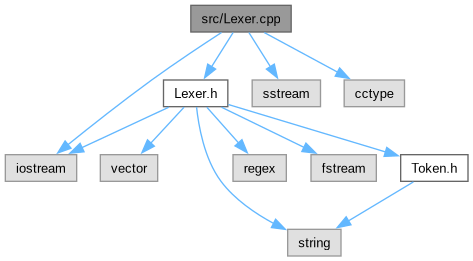 src/Lexer.cpp
Lexer.h
sstream
cctype
iostream
vector
regex
fstream
Token.h
string